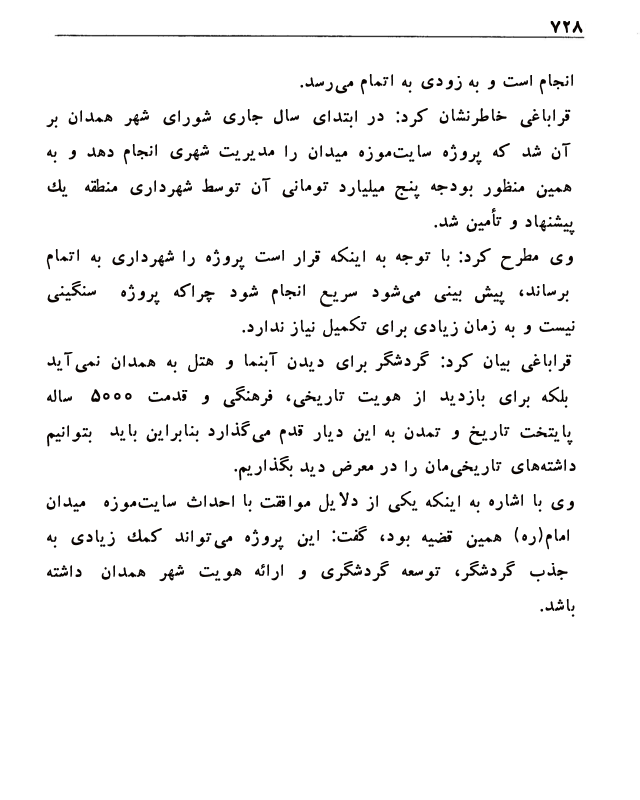 ۷۲۸
انجام است و به زودی به اتمام می‌رسد.
قراباغی خاطرنشان کرد: در ابتدای سال جاری شورای شهر همدان بر
آن شد که پروژه سایت‌موزه میدان را مدیریت شهری انجام دهد و به
همین منظور بودجه پنج میلیارد تومانی آن توسط شهرداری منطقه یك
پیشنهاد و تأمین شد.
وی مطرح کرد: با توجه به اینکه قرار است پروژه را شهرداری به اتمام
برساند، پیش بینی می‌شود سریع انجام شود چراکه پروژه سنگینی
نیست و به زمان زیادی برای تکمیل نیاز ندارد.
قراباغی بیان کرد: گردشگر برای دیدن آبنما و هتل به همدان نمی‌آید
بلکه برای بازدید از هویت تاریخی، فرهنگی و قدمت ۵۰۰۰ ساله
پایتخت تاریخ و تمدن به این دیار قدم می‌گذارد بنابراین باید بتوانیم
داشته‌های تاریخی‌مان را در معرض دید بگذاریم.
وی با اشاره به اینکه یکی از دلایل موافقت با احداث سایت‌موزه میدان
امام(ره) همین قضیه بود، گفت: این پروژه می‌تواند کمك زیادی به
جذب گردشگر، توسعه گردشگری و ارائه هویت شهر همدان داشته
باشد.